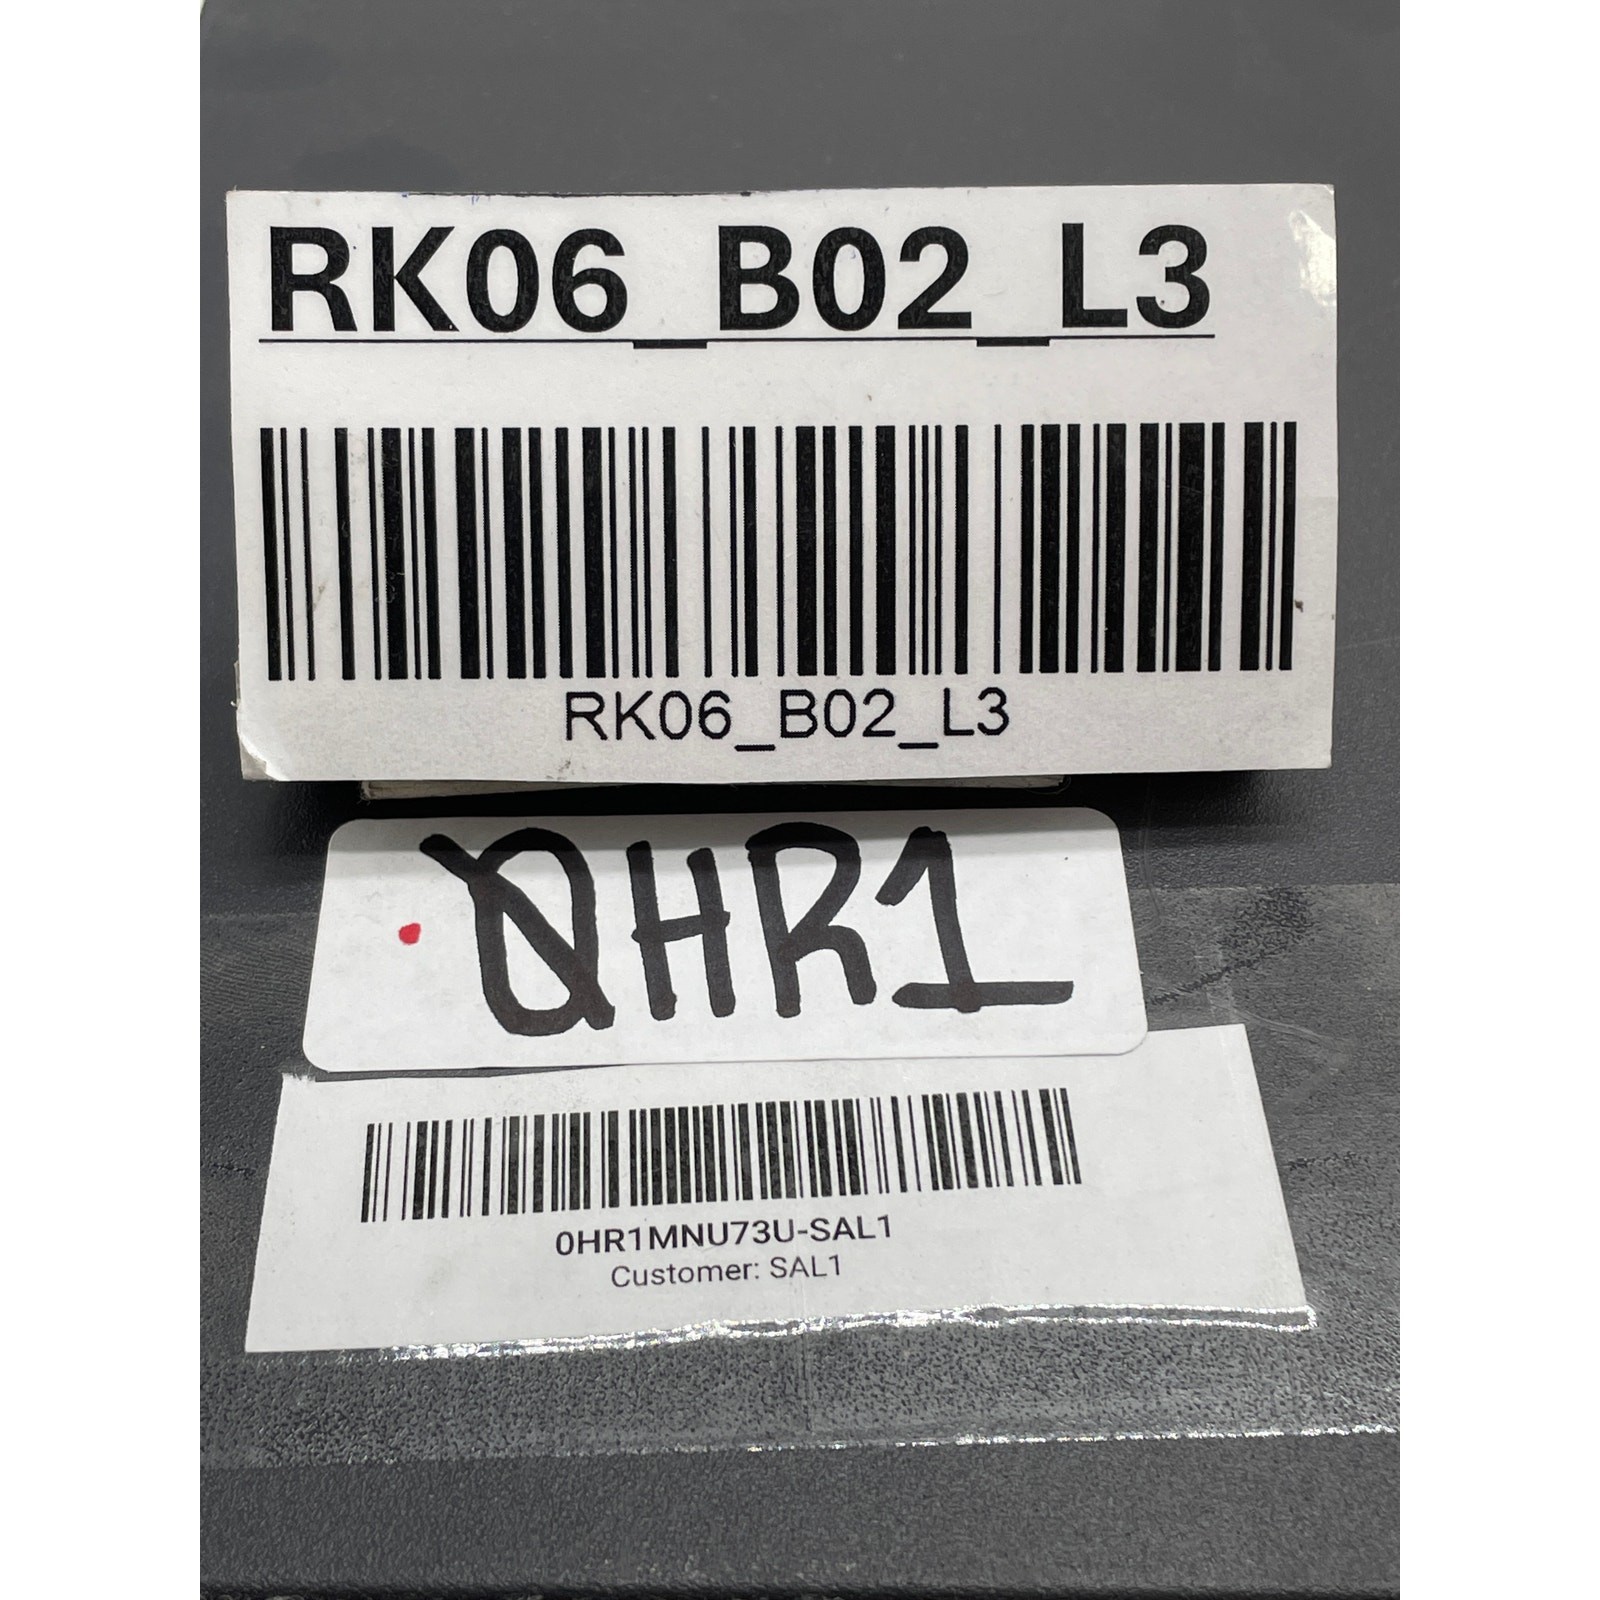 RK06_B02_L3
RK06_B02_L3
0HR1
0HR1MNU73U-SAL1
Customer: SAL1